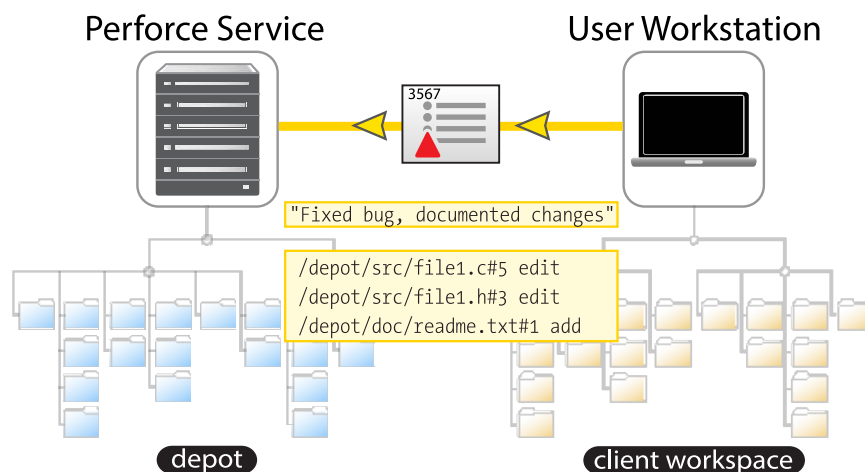 Perforce Service
User Workstation
3567
"Fixed bug, documented changes"
/depot/src/file1.c#5 edit
/depot/src/file1.h#3 edit
/depot/doc/readme.txt#1 add
depot
client workspace